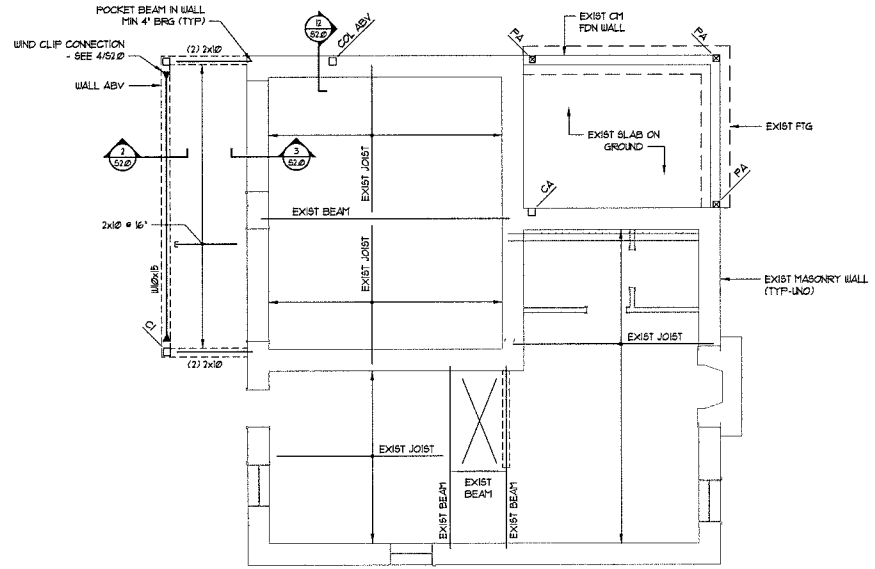 POCKET BEAM IN WALL
MIN 4" BRG (TYP)
WIND CLIP CONNECTION
- SEE 4/S2.0
WALL ABV
(2) 2x10
12
S2.0
COL ABV
EXIST CM
FDN WALL
PA
PA
EXIST FTG
EXIST SLAB ON
GROUND
2
S2.0
3
S2.0
EXIST JOIST
PA
CA
EXIST BEAM
2x10 @ 16"
EXIST JOIST
W10x15
EXIST MASONRY WALL
(TYP-UNO)
C1
(2) 2x10
EXIST JOIST
EXIST JOIST
EXIST
BEAM
EXIST BEAM
EXIST BEAM